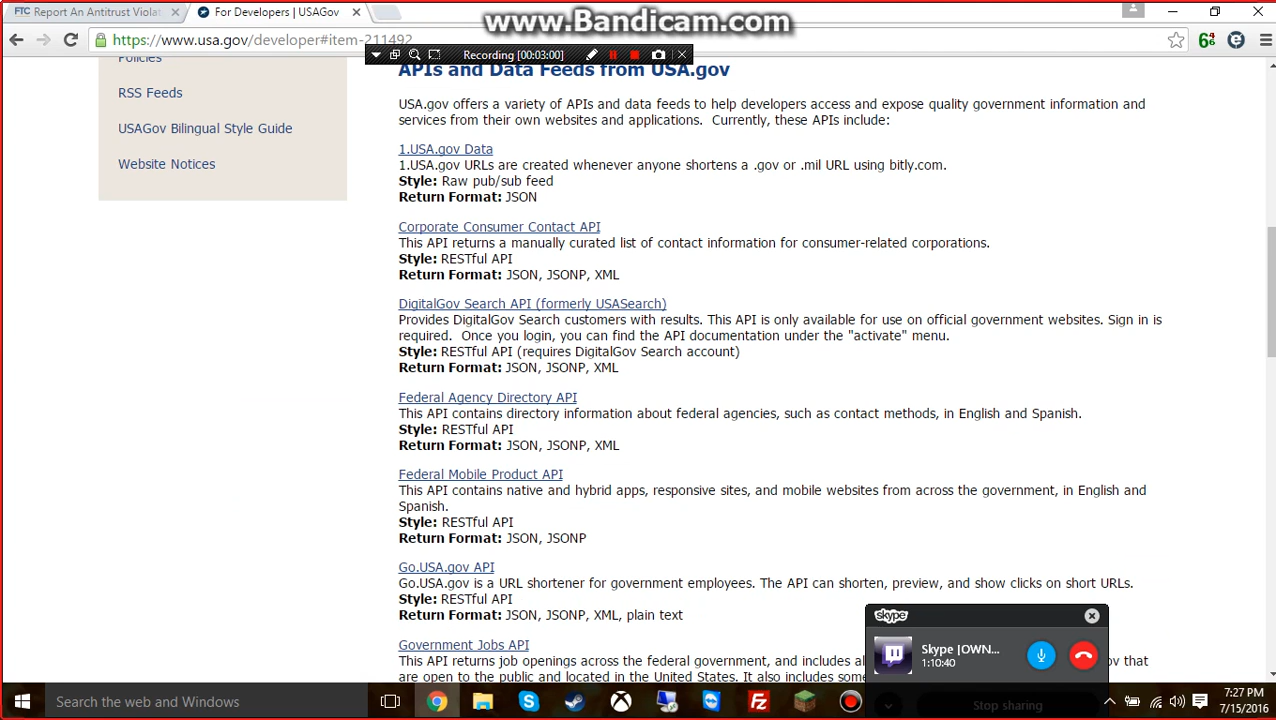 FTC Report An Antitrust Violat
For Developers | USAGov
www.Bandicam.com
https://www.usa.gov/developer#item-211492
Recording [00:03:00]
Policies
RSS Feeds
USAGov Bilingual Style Guide
Website Notices
APIs and Data Feeds from USA.gov
USA.gov offers a variety of APIs and data feeds to help developers access and expose quality government information and
services from their own websites and applications.  Currently, these APIs include:
1.USA.gov Data
1.USA.gov URLs are created whenever anyone shortens a .gov or .mil URL using bitly.com.
Style: Raw pub/sub feed
Return Format: JSON
Corporate Consumer Contact API
This API returns a manually curated list of contact information for consumer-related corporations.
Style: RESTful API
Return Format: JSON, JSONP, XML
DigitalGov Search API (formerly USASearch)
Provides DigitalGov Search customers with results. This API is only available for use on official government websites. Sign in is
required.  Once you login, you can find the API documentation under the "activate" menu.
Style: RESTful API (requires DigitalGov Search account)
Return Format: JSON, JSONP, XML
Federal Agency Directory API
This API contains directory information about federal agencies, such as contact methods, in English and Spanish.
Style: RESTful API
Return Format: JSON, JSONP, XML
Federal Mobile Product API
This API contains native and hybrid apps, responsive sites, and mobile websites from across the government, in English and
Spanish.
Style: RESTful API
Return Format: JSON, JSONP
Go.USA.gov API
Go.USA.gov is a URL shortener for government employees. The API can shorten, preview, and show clicks on short URLs.
Style: RESTful API
Return Format: JSON, JSONP, XML, plain text
Government Jobs API
This API returns job openings across the federal government, and includes al
ov that
are open to the public and located in the United States. It also includes some
skype
Skype |OWN...
1:10:40
Stop sharing
Search the web and Windows
7:27 PM
7/15/2016